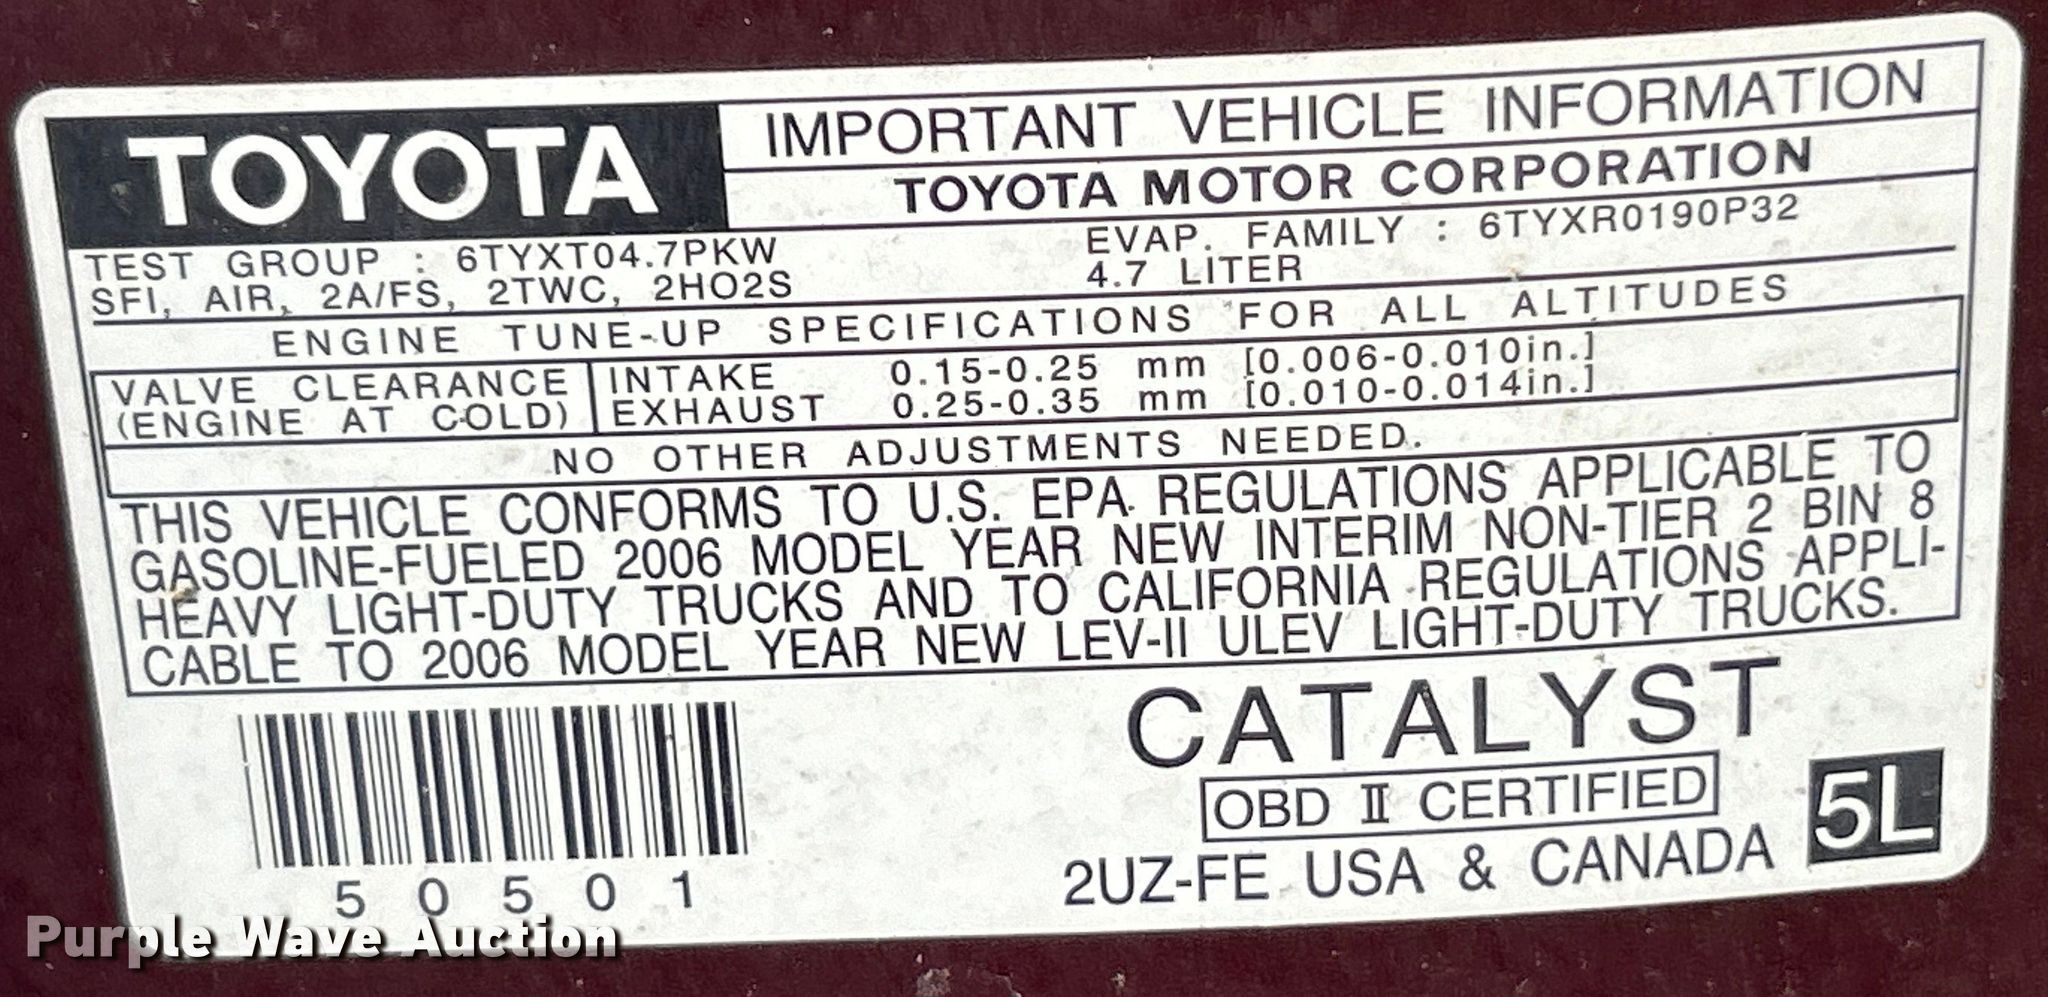 TOYOTA
IMPORTANT VEHICLE INFORMATION
TOYOTA MOTOR CORPORATION
TEST GROUP : 6TYXT04.7PKW
EVAP. FAMILY : 6TYXR0190P32
SFI, AIR, 2A/FS, 2TWC, 2HO2S
4.7 LITER
ENGINE TUNE-UP SPECIFICATIONS FOR ALL ALTITUDES
VALVE CLEARANCE INTAKE 0.15-0.25 mm [0.006-0.010in.]
(ENGINE AT COLD) EXHAUST 0.25-0.35 mm [0.010-0.014in.]
NO OTHER ADJUSTMENTS NEEDED.
THIS VEHICLE CONFORMS TO U.S. EPA REGULATIONS APPLICABLE TO
GASOLINE-FUELED 2006 MODEL YEAR NEW INTERIM NON-TIER 2 BIN 8
HEAVY LIGHT-DUTY TRUCKS AND TO CALIFORNIA REGULATIONS APPLI-
CABLE TO 2006 MODEL YEAR NEW LEV-II ULEV LIGHT-DUTY TRUCKS.
CATALYST
OBD II CERTIFIED
5L
2UZ-FE USA & CANADA
50501
Purple Wave Auction